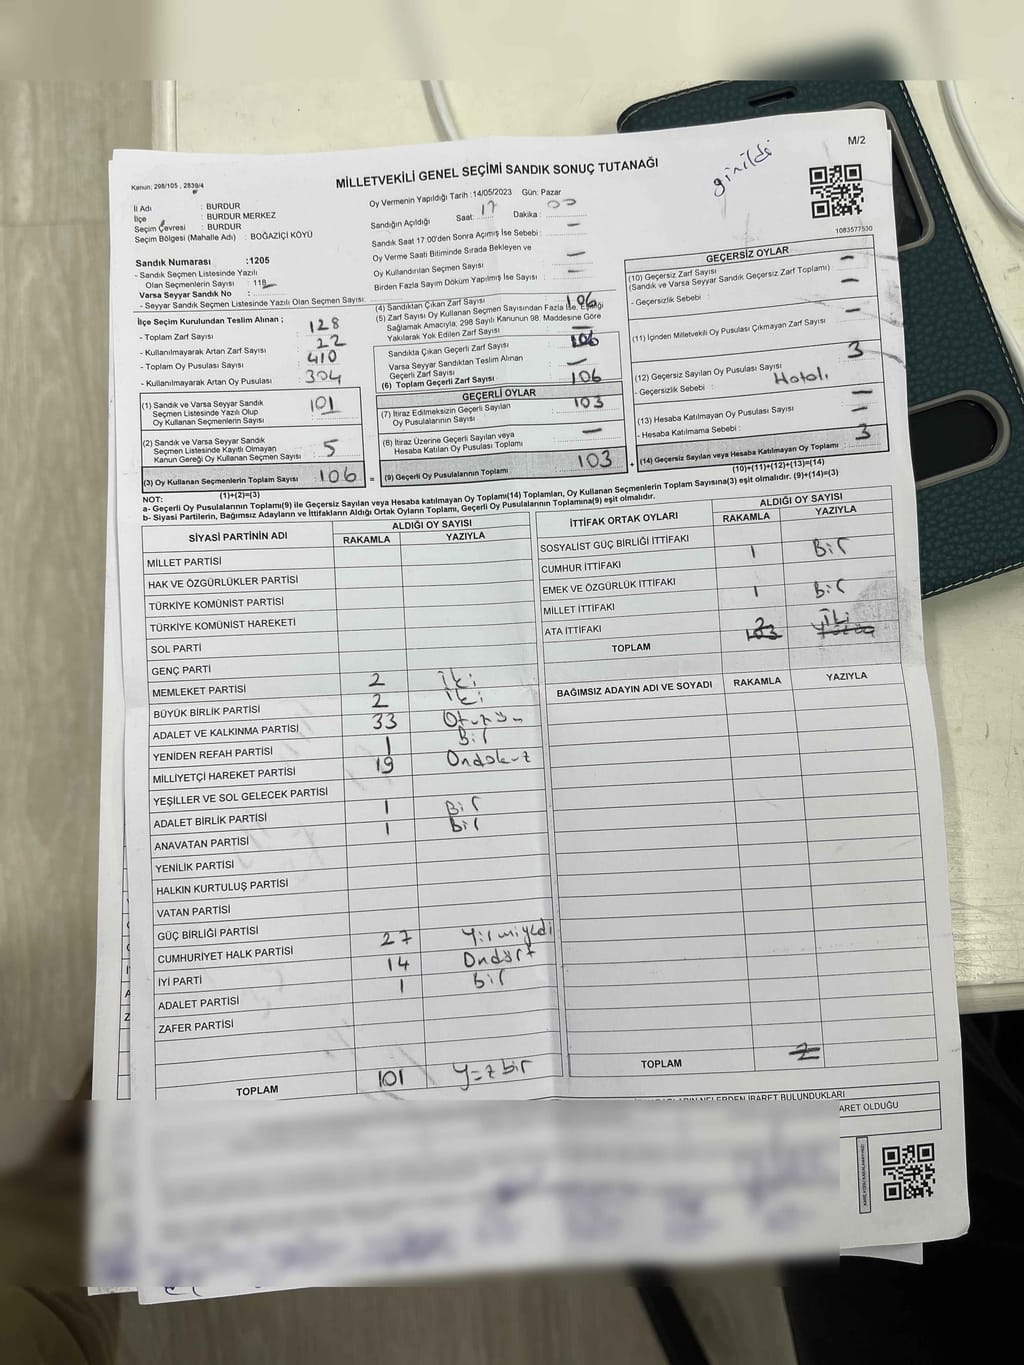 girildi
M/2
Kanun: 298/105 , 2839/4
MİLLETVEKİLİ GENEL SEÇİMİ SANDIK SONUÇ TUTANAĞI
1083577530
İl Adı : BURDUR
İlçe : BURDUR MERKEZ
Seçim Çevresi : BURDUR
Seçim Bölgesi (Mahalle Adı) : BOĞAZİÇİ KÖYÜ
Sandık Numarası :1205
- Sandık Seçmen Listesinde Yazılı
Olan Seçmenlerin Sayısı :
Varsa Seyyar Sandık No :
- Seyyar Sandık Seçmen Listesinde Yazılı Olan Seçmen Sayısı:
Oy Vermenin Yapıldığı Tarih :14/05/2023 Gün: Pazar
Sandığın Açıldığı Saat: 17 Dakika : 00
Sandık Saat 17:00'den Sonra Açımış İse Sebebi : —
Oy Verme Saati Bitiminde Sırada Bekleyen ve
Oy Kullandırılan Seçmen Sayısı —
Birden Fazla Sayım Döküm Yapılmış İse Sayısı : —
İlçe Seçim Kurulundan Teslim Alınan ;
- Toplam Zarf Sayısı : 128
- Kullanılmayarak Artan Zarf Sayısı : 22
- Toplam Oy Pusulası Sayısı : 410
- Kullanılmayarak Artan Oy Pusulası : 304
(1) Sandık ve Varsa Seyyar Sandık
Seçmen Listesinde Yazılı Olup
Oy Kullanan Seçmenlerin Sayısı : 101
(2) Sandık ve Varsa Seyyar Sandık
Seçmen Listesinde Kayıtlı Olmayan
Kanun Gereği Oy Kullanan Seçmen Sayısı : 5
(3) Oy Kullanan Seçmenlerin Toplam Sayısı : 106
(1)+(2)=(3)
(4) Sandıktan Çıkan Zarf Sayısı 106
(5) Zarf Sayısı Oy Kullanan Seçmen Sayısından Fazla İse, Eşitliği
Sağlamak Amacıyla, 298 Sayılı Kanunun 98. Maddesine Göre
Yakılarak Yok Edilen Zarf Sayısı : —
Sandıkta Çıkan Geçerli Zarf Sayısı : 106
Varsa Seyyar Sandıktan Teslim Alınan
Geçerli Zarf Sayısı : —
(6) Toplam Geçerli Zarf Sayısı : 106
GEÇERLİ OYLAR
(7) İtiraz Edilmeksizin Geçerli Sayılan
Oy Pusulalarının Sayısı : 103
(8) İtiraz Üzerine Geçerli Sayılan veya
Hesaba Katılan Oy Pusulası Toplamı : —
= (9) Geçerli Oy Pusulalarının Toplamı : 103
GEÇERSİZ OYLAR
(10) Geçersiz Zarf Sayısı
(Sandık ve Varsa Seyyar Sandık Geçersiz Zarf Toplamı) : —
- Geçersizlik Sebebi : —
(11) İçinden Milletvekili Oy Pusulası Çıkmayan Zarf Sayısı : —
(12) Geçersiz Sayılan Oy Pusulası Sayısı : 3
- Geçersizlik Sebebi :
(13) Hesaba Katılmayan Oy Pusulası Sayısı : —
- Hesaba Katılmama Sebebi : —
+ (14) Geçersiz Sayılan veya Hesaba Katılmayan Oy Toplamı : 3
(10)+(11)+(12)+(13)=(14)
NOT:
a- Geçerli Oy Pusulalarının Toplamı(9) ile Geçersiz Sayılan veya Hesaba katılmayan Oy Toplamı(14) Toplamları, Oy Kullanan Seçmenlerin Toplam Sayısına(3) eşit olmalıdır. (9)+(14)=(3)
b- Siyasi Partilerin, Bağımsız Adayların ve İttifakların Aldığı Ortak Oyların Toplamı, Geçerli Oy Pusulalarının Toplamına(9) eşit olmalıdır.
SİYASİ PARTİNİN ADI ALDIĞI OY SAYISI
RAKAMLA YAZIYLA
MİLLET PARTİSİ
HAK VE ÖZGÜRLÜKLER PARTİSİ
TÜRKİYE KOMÜNİST PARTİSİ
TÜRKİYE KOMÜNİST HAREKETİ
SOL PARTİ
GENÇ PARTİ
MEMLEKET PARTİSİ 2 iki
BÜYÜK BİRLİK PARTİSİ 2 iki
ADALET VE KALKINMA PARTİSİ 33 Otuzüç
YENİDEN REFAH PARTİSİ 1 Bir
MİLLİYETÇİ HAREKET PARTİSİ 19 Ondokuz
YEŞİLLER VE SOL GELECEK PARTİSİ
ADALET BİRLİK PARTİSİ 1 Bir
ANAVATAN PARTİSİ 1 bir
YENİLİK PARTİSİ
HALKIN KURTULUŞ PARTİSİ
VATAN PARTİSİ
GÜÇ BİRLİĞİ PARTİSİ
CUMHURİYET HALK PARTİSİ 27 Yirmiyedi
İYİ PARTİ 14 Ondört
ADALET PARTİSİ 1 bir
ZAFER PARTİSİ
TOPLAM 101 Yüzbir
İTTİFAK ORTAK OYLARI ALDIĞI OY SAYISI
RAKAMLA YAZIYLA
SOSYALİST GÜÇ BİRLİĞİ İTTİFAKI
CUMHUR İTTİFAKI 1 Bir
EMEK VE ÖZGÜRLÜK İTTİFAKI
MİLLET İTTİFAKI 1 bir
ATA İTTİFAKI
TOPLAM 2 iki
BAĞIMSIZ ADAYIN ADI VE SOYADI RAKAMLA YAZIYLA
TOPLAM
ARET OLDUĞU